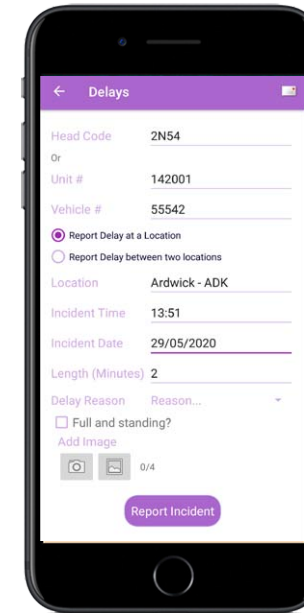 Delays
Head Code 2N54
Or
Unit # 142001
Vehicle # 55542
Report Delay at a Location
Report Delay between two locations
Location Ardwick - ADK
Incident Time 13:51
Incident Date 29/05/2020
Length (Minutes) 2
Delay Reason Reason...
Full and standing?
Add Image
0/4
Report Incident